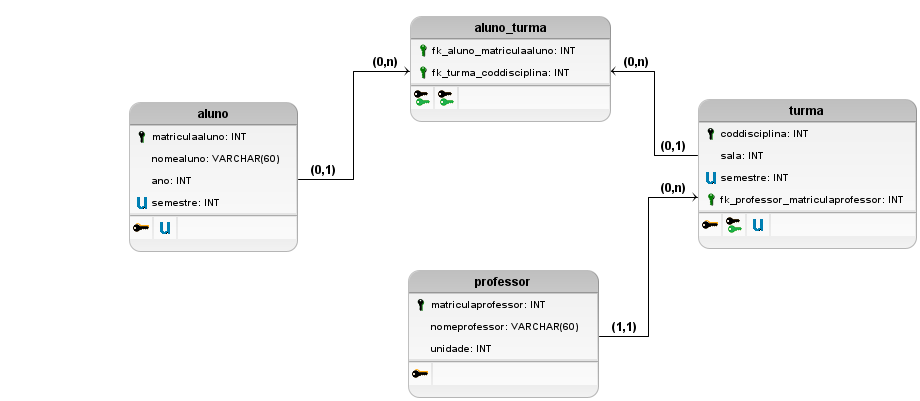 aluno_turma
fk_aluno_matriculaaluno: INT
fk_turma_coddisciplina: INT
(0,n)
(0,n)
aluno
matriculaaluno: INT
nomealuno: VARCHAR(60)
ano: INT
U semestre: INT
U
(0,1)
turma
coddisciplina: INT
sala: INT
U semestre: INT
fk_professor_matriculaprofessor: INT
U
(0,1)
(0,n)
professor
matriculaprofessor: INT
nomeprofessor: VARCHAR(60)
unidade: INT
(1,1)